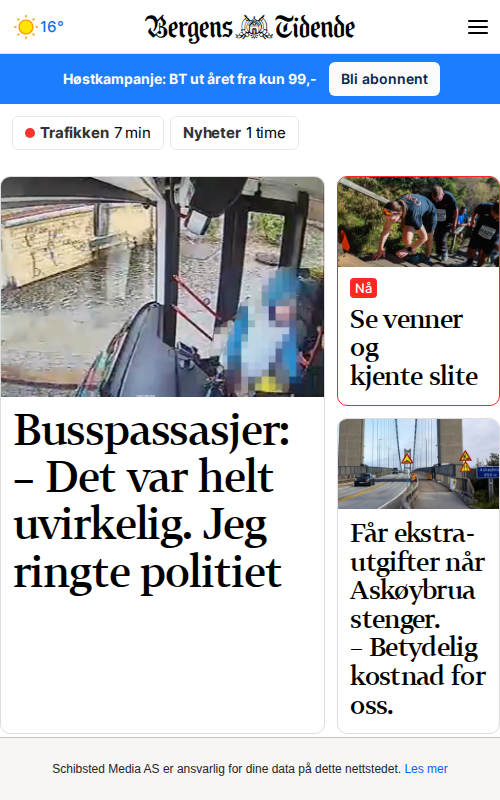 16°
Bergens Tidende
Høstkampanje: BT ut året fra kun 99,-
Bli abonnent
Trafikken 7 min
Nyheter 1 time
Busspassasjer:
– Det var helt
uvirkelig. Jeg
ringte politiet
Nå
Se venner
og
kjente slite
Får ekstra-
utgifter når
Askøybrua
stenger.
– Betydelig
kostnad for
oss.
Schibsted Media AS er ansvarlig for dine data på dette nettstedet. Les mer